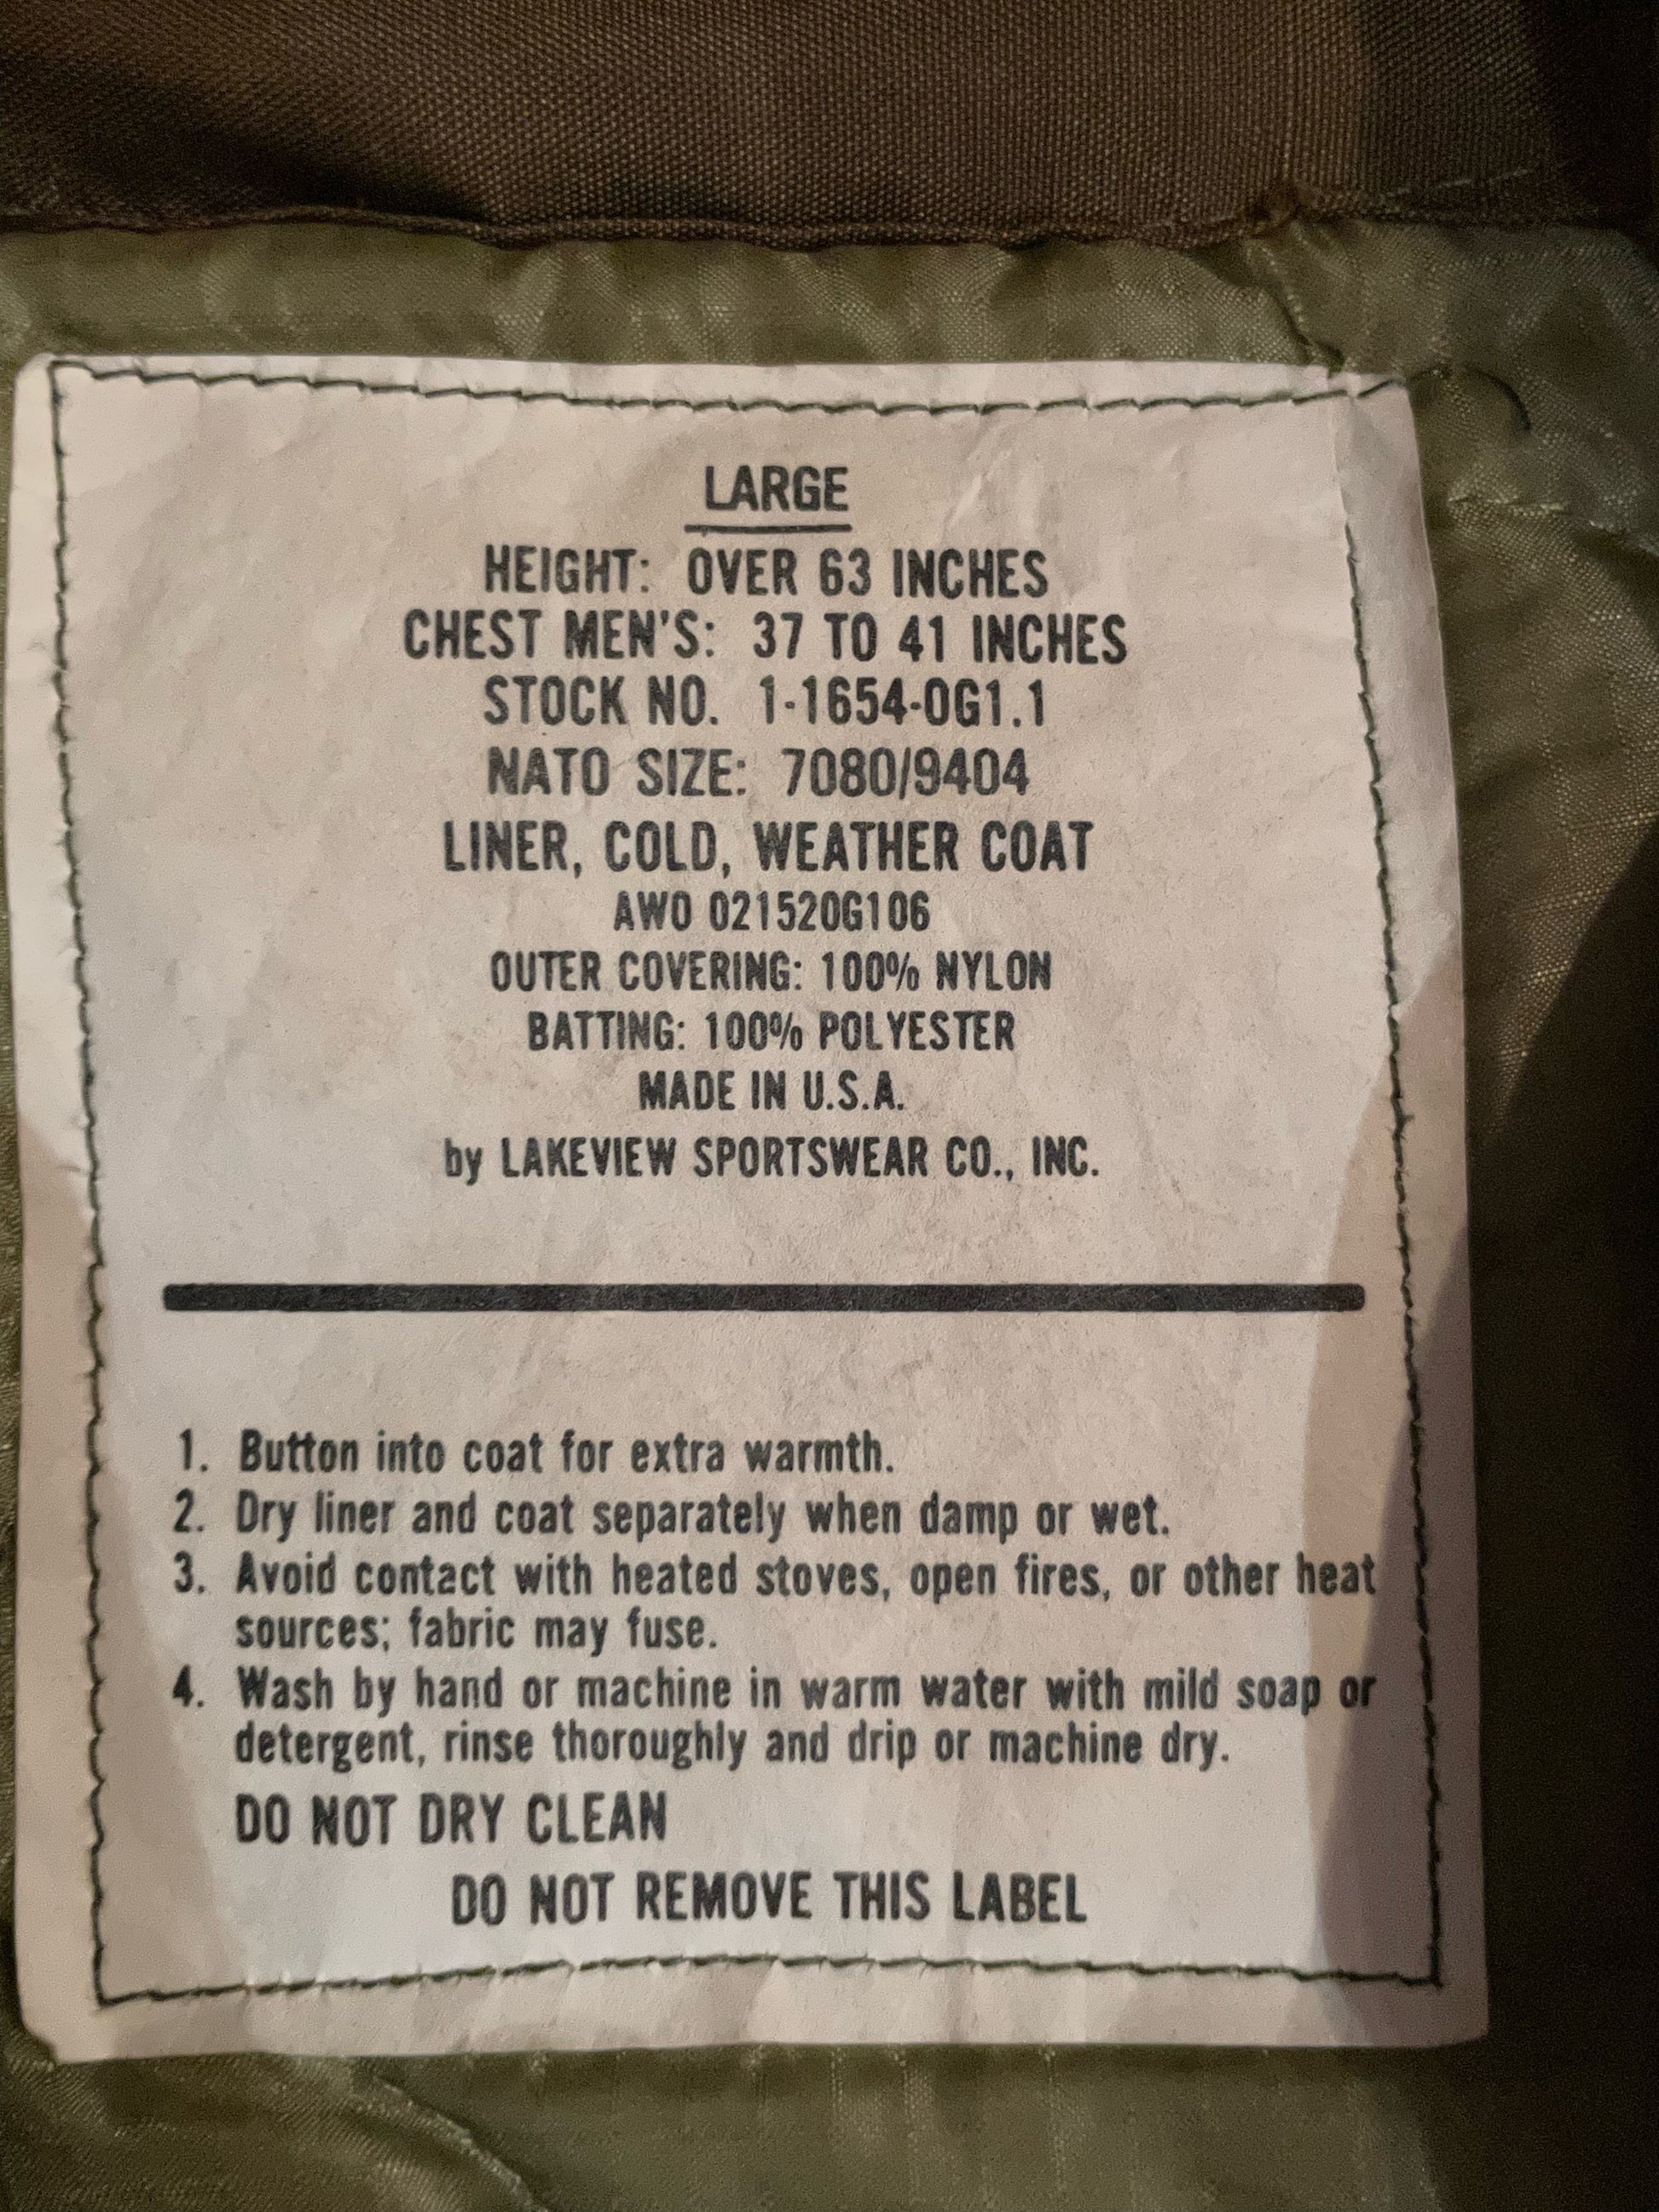 LARGE
HEIGHT: OVER 63 INCHES
CHEST MEN'S: 37 TO 41 INCHES
STOCK NO. 1-1654-OG1.1
NATO SIZE: 7080/9404
LINER, COLD, WEATHER COAT
AWO 02152OG106
OUTER COVERING: 100% NYLON
BATTING: 100% POLYESTER
MADE IN U.S.A.
by LAKEVIEW SPORTSWEAR CO., INC.
1. Button into coat for extra warmth.
2. Dry liner and coat separately when damp or wet.
3. Avoid contact with heated stoves, open fires, or other heat
sources; fabric may fuse.
4. Wash by hand or machine in warm water with mild soap or
detergent, rinse thoroughly and drip or machine dry.
DO NOT DRY CLEAN
DO NOT REMOVE THIS LABEL